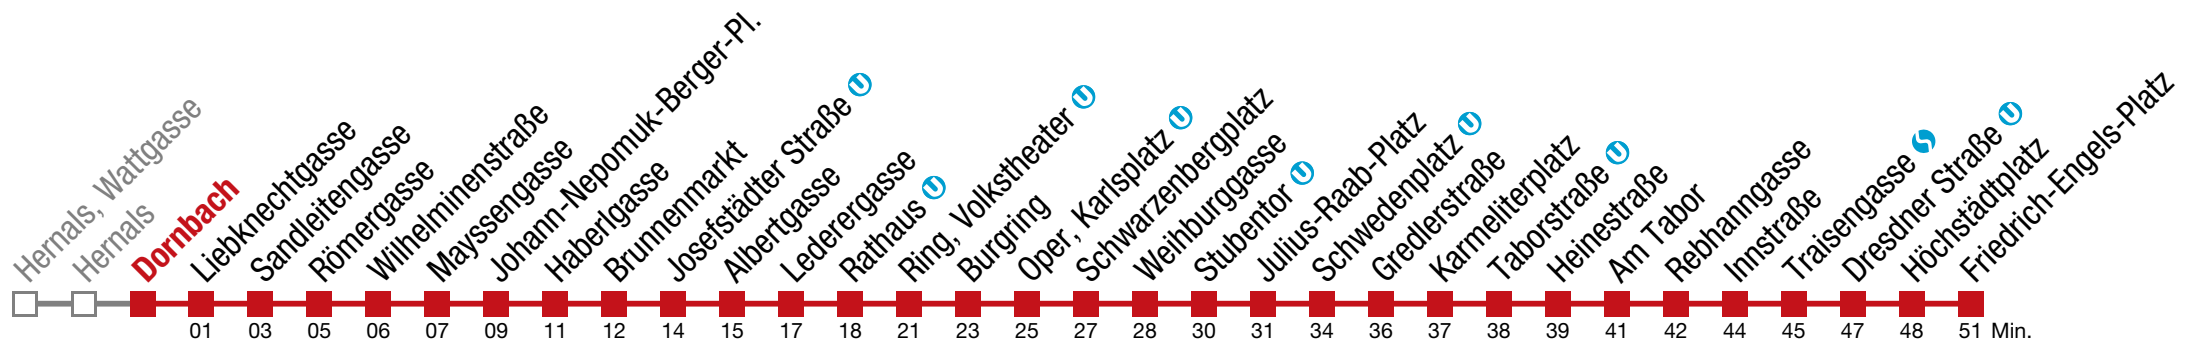 Hernals, Wattgasse
Hernals
Dornbach
Liebknechtgasse
Sandleitengasse
Römergasse
Wilhelminenstraße
Mayssengasse
Johann-Nepomuk-Berger-Pl.
Haberlgasse
Brunnenmarkt
Josefstädter Straße U
Albertgasse
Lederergasse
Rathaus U
Ring, Volkstheater U
Burgring
Oper, Karlsplatz U
Schwarzenbergplatz
Weihburggasse
Stubentor U
Julius-Raab-Platz
Schwedenplatz U
Gredlerstraße
Karmeliterplatz
Taborstraße U
Heinestraße
Am Tabor
Rebhanngasse
Innstraße
Traisengasse S
Dresdner Straße U
Höchstädtplatz
Friedrich-Engels-Platz
01 03 05 06 07 09 11 12 14 15 17 18 21 23 25 27 28 30 31 34 36 37 38 39 41 42 44 45 47 48 51 Min.